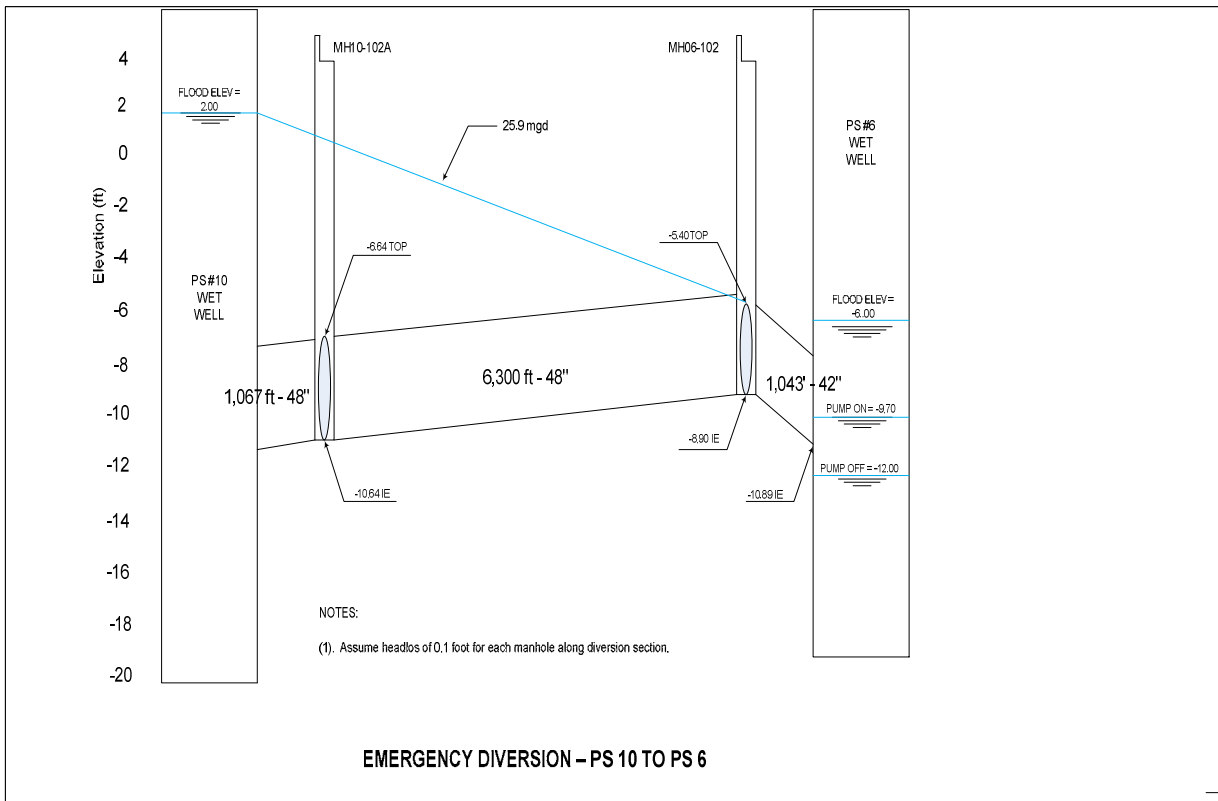 4
2
0
-2
-4
-6
-8
-10
-12
-14
-16
-18
-20
Elevation (ft)
FLOOD ELEV =
2.00
PS#10
WET
WELL
MH10-102A
25.9 mgd
MH06-102
-6.64 TOP
-5.40 TOP
PS#6
WET
WELL
FLOOD ELEV =
-6.00
1,067 ft - 48"
6,300 ft - 48"
1,043' - 42"
PUMP ON = -9.70
-8.90 IE
PUMP OFF = -12.00
-10.64 IE
-10.89 IE
NOTES:
(1). Assume headlos of 0.1 foot for each manhole along diversion section.
EMERGENCY DIVERSION – PS 10 TO PS 6